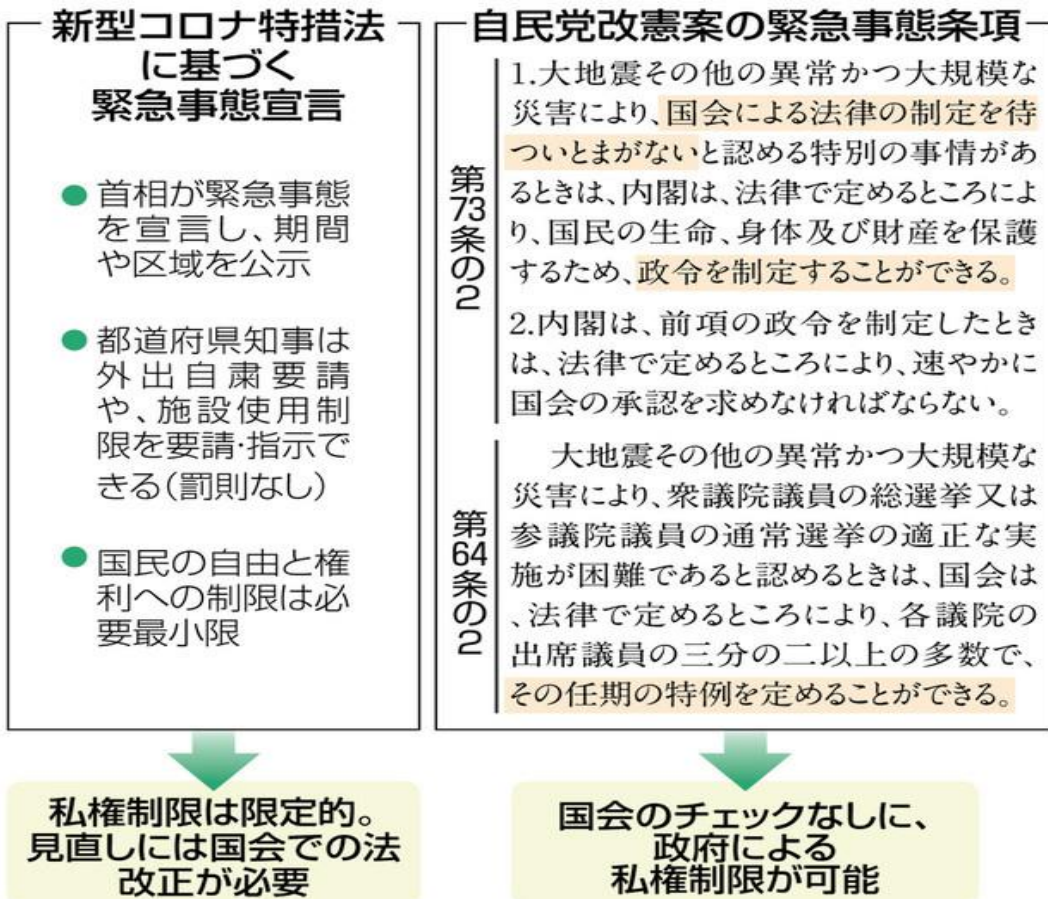 新型コロナ特措法
に基づく
緊急事態宣言
● 首相が緊急事態
を宣言し、期間
や区域を公示
● 都道府県知事は
外出自粛要請
や、施設使用制
限を要請・指示で
きる(罰則なし)
● 国民の自由と権
利への制限は必
要最小限
私権制限は限定的。
見直しには国会での法
改正が必要
自民党改憲案の緊急事態条項
第73条の2
1.大地震その他の異常かつ大規模な
災害により、国会による法律の制定を待
ついとまがないと認める特別の事情があ
るときは、内閣は、法律で定めるところによ
り、国民の生命、身体及び財産を保護
するため、政令を制定することができる。
2.内閣は、前項の政令を制定したとき
は、法律で定めるところにより、速やかに
国会の承認を求めなければならない。
第64条の2
大地震その他の異常かつ大規模な
災害により、衆議院議員の総選挙又は
参議院議員の通常選挙の適正な実
施が困難であると認めるときは、国会は
、法律で定めるところにより、各議院の
出席議員の三分の二以上の多数で、
その任期の特例を定めることができる。
国会のチェックなしに、
政府による
私権制限が可能